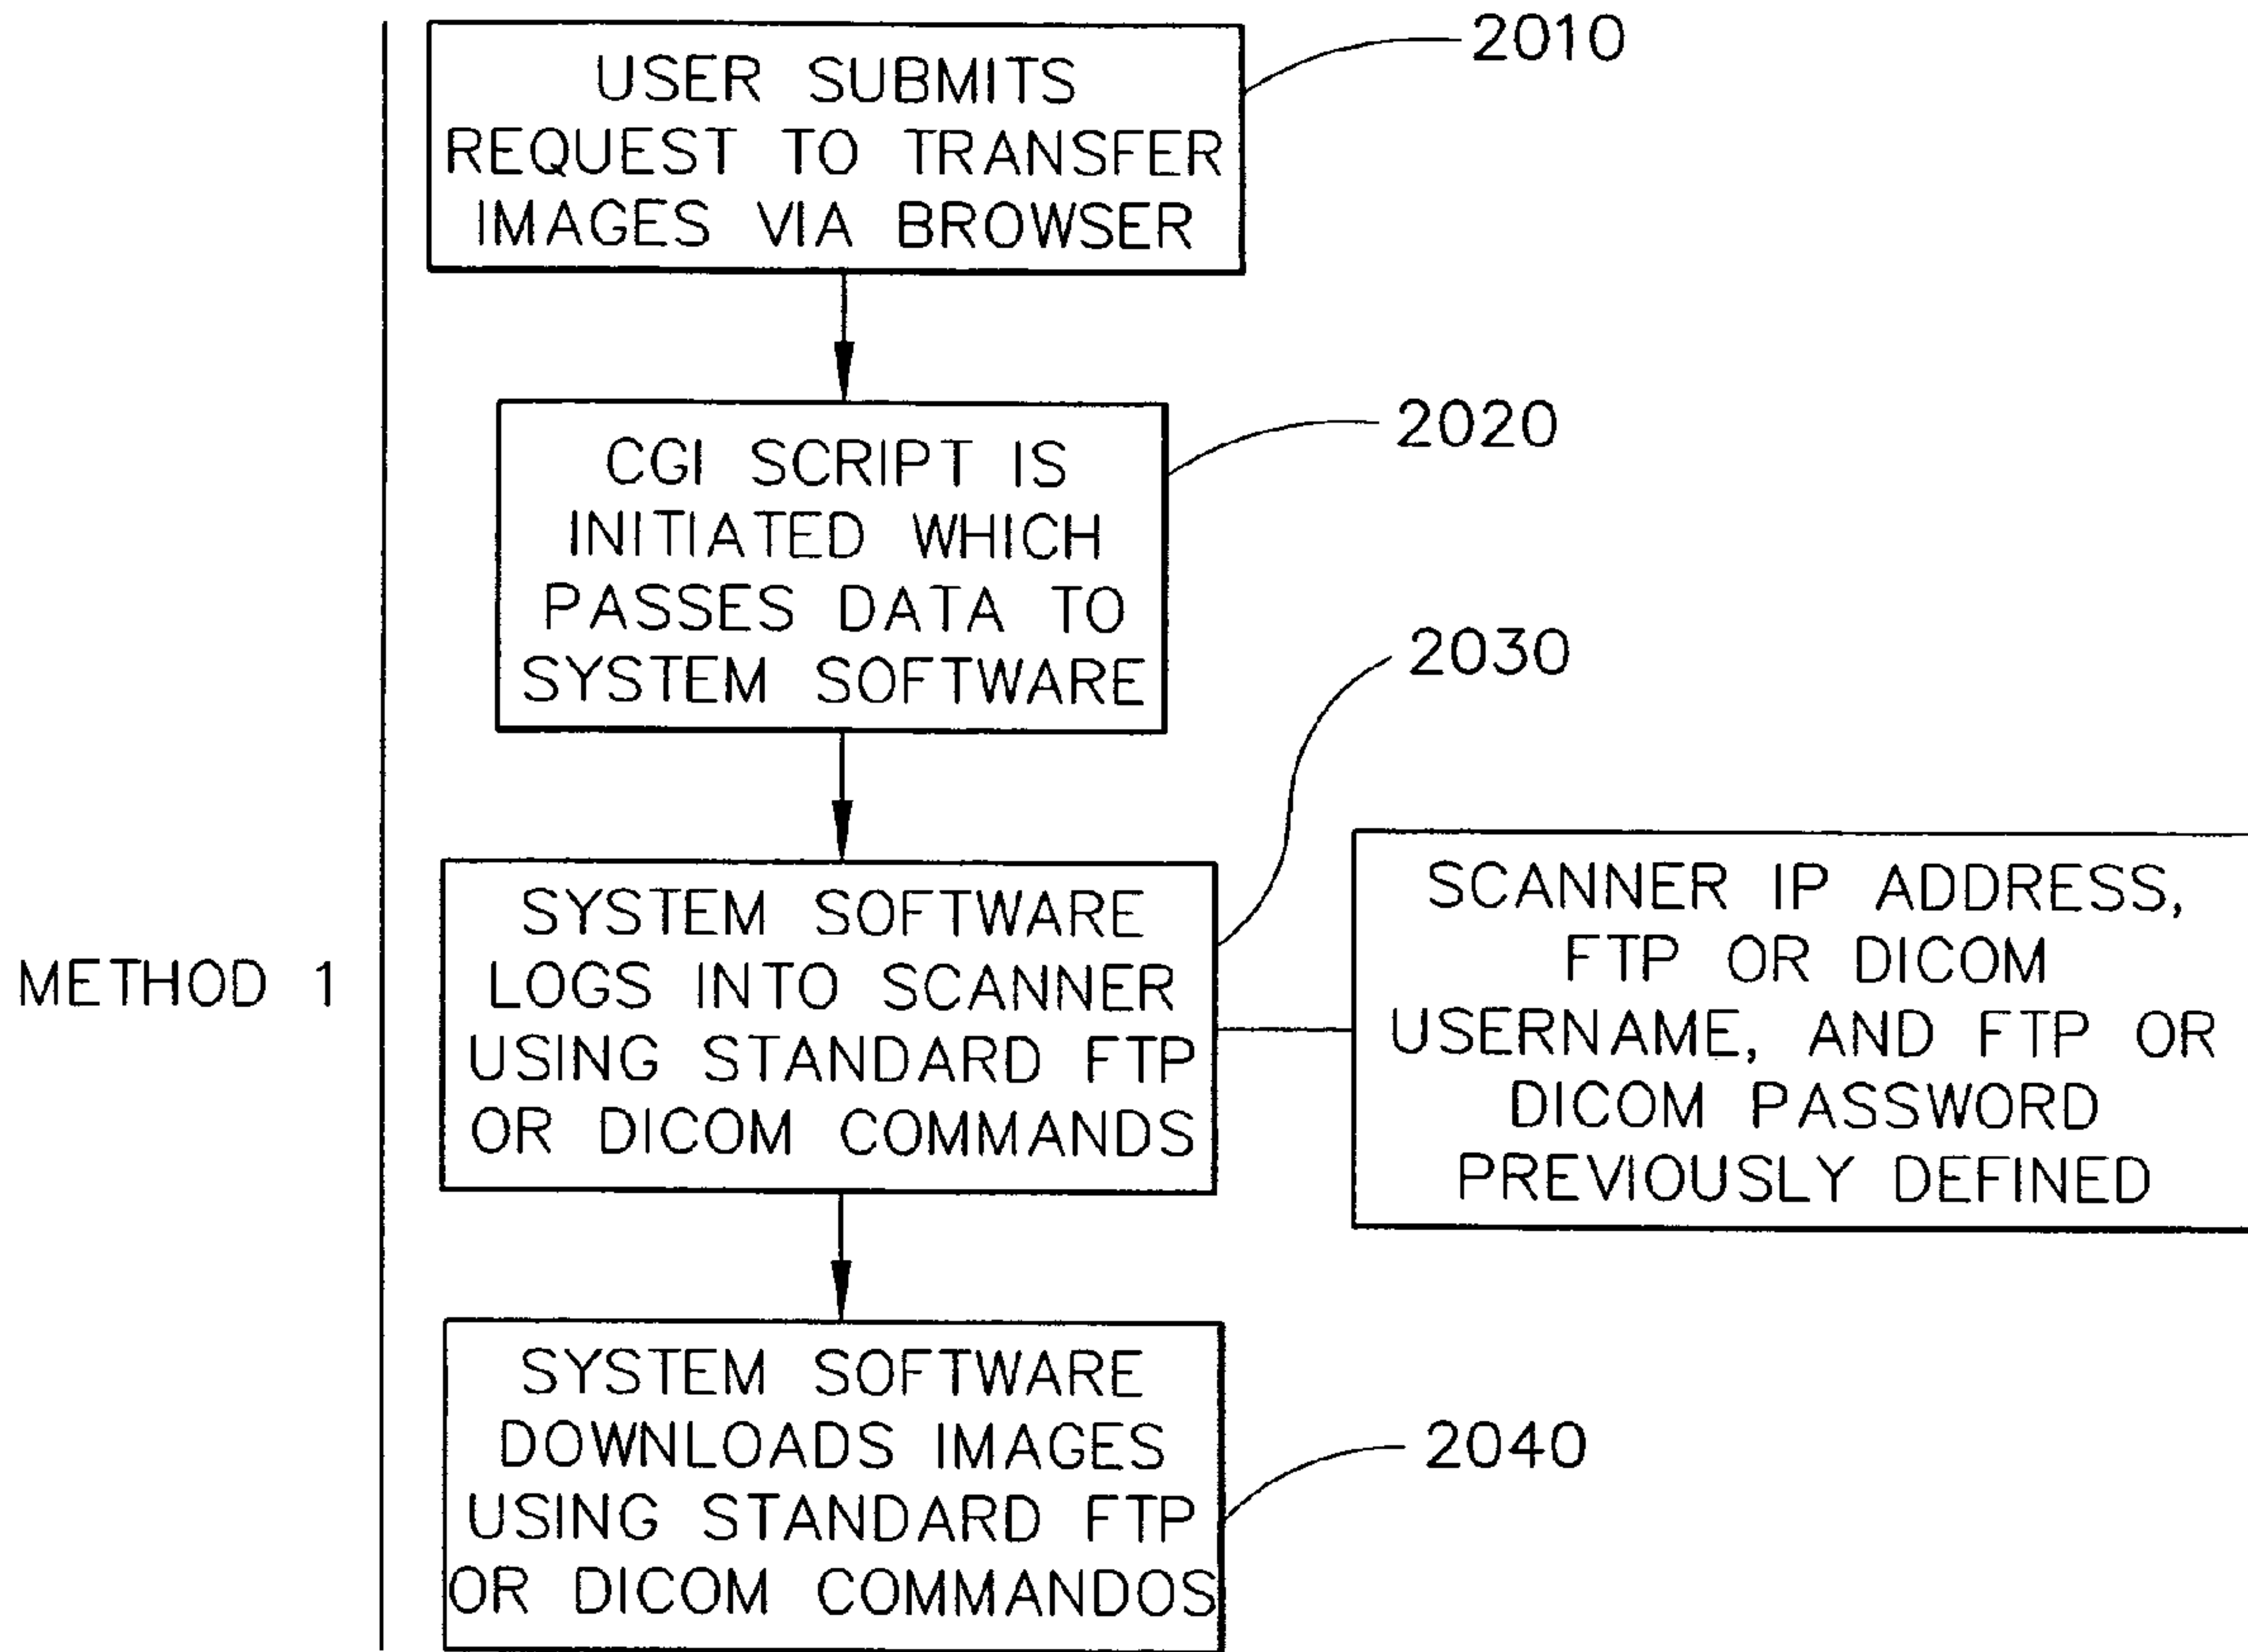 2010
USER SUBMITS
REQUEST TO TRANSFER
IMAGES VIA BROWSER
2020
CGI SCRIPT IS
INITIATED WHICH
PASSES DATA TO
SYSTEM SOFTWARE
2030
METHOD 1
SYSTEM SOFTWARE
LOGS INTO SCANNER
USING STANDARD FTP
OR DICOM COMMANDS
SCANNER IP ADDRESS,
FTP OR DICOM
USERNAME, AND FTP OR
DICOM PASSWORD
PREVIOUSLY DEFINED
SYSTEM SOFTWARE
DOWNLOADS IMAGES
USING STANDARD FTP
OR DICOM COMMANDOS
2040